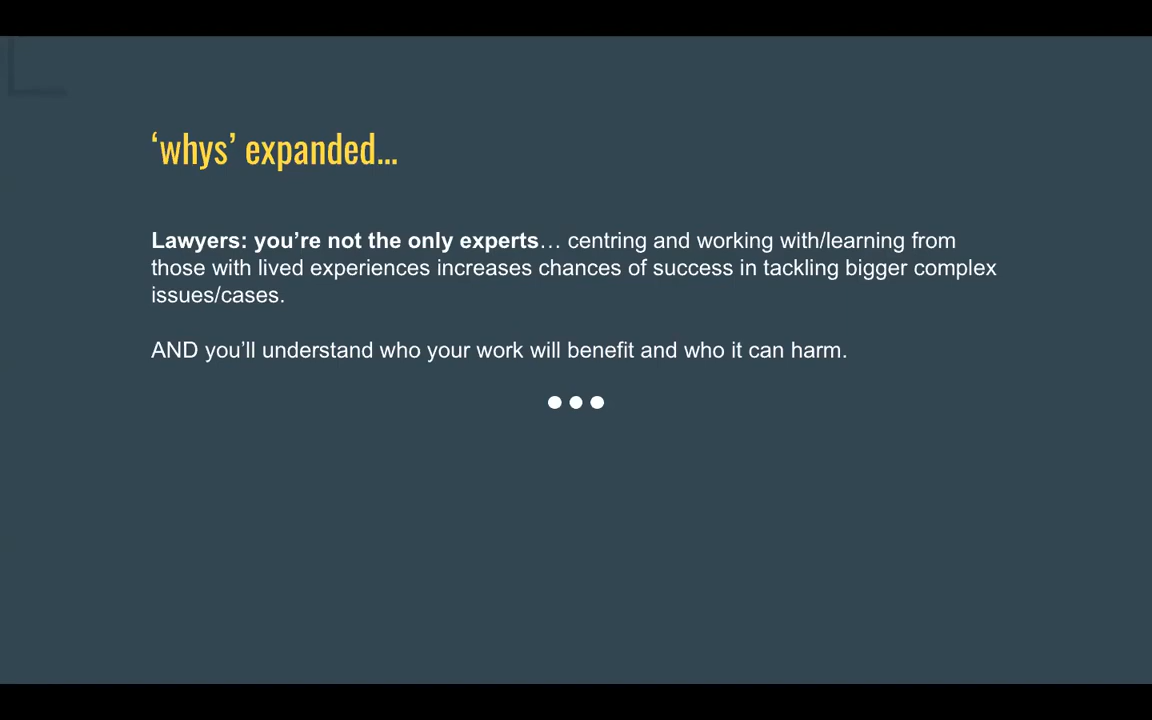 ‘whys’ expanded...
Lawyers: you’re not the only experts… centring and working with/learning from
those with lived experiences increases chances of success in tackling bigger complex
issues/cases.
AND you’ll understand who your work will benefit and who it can harm.